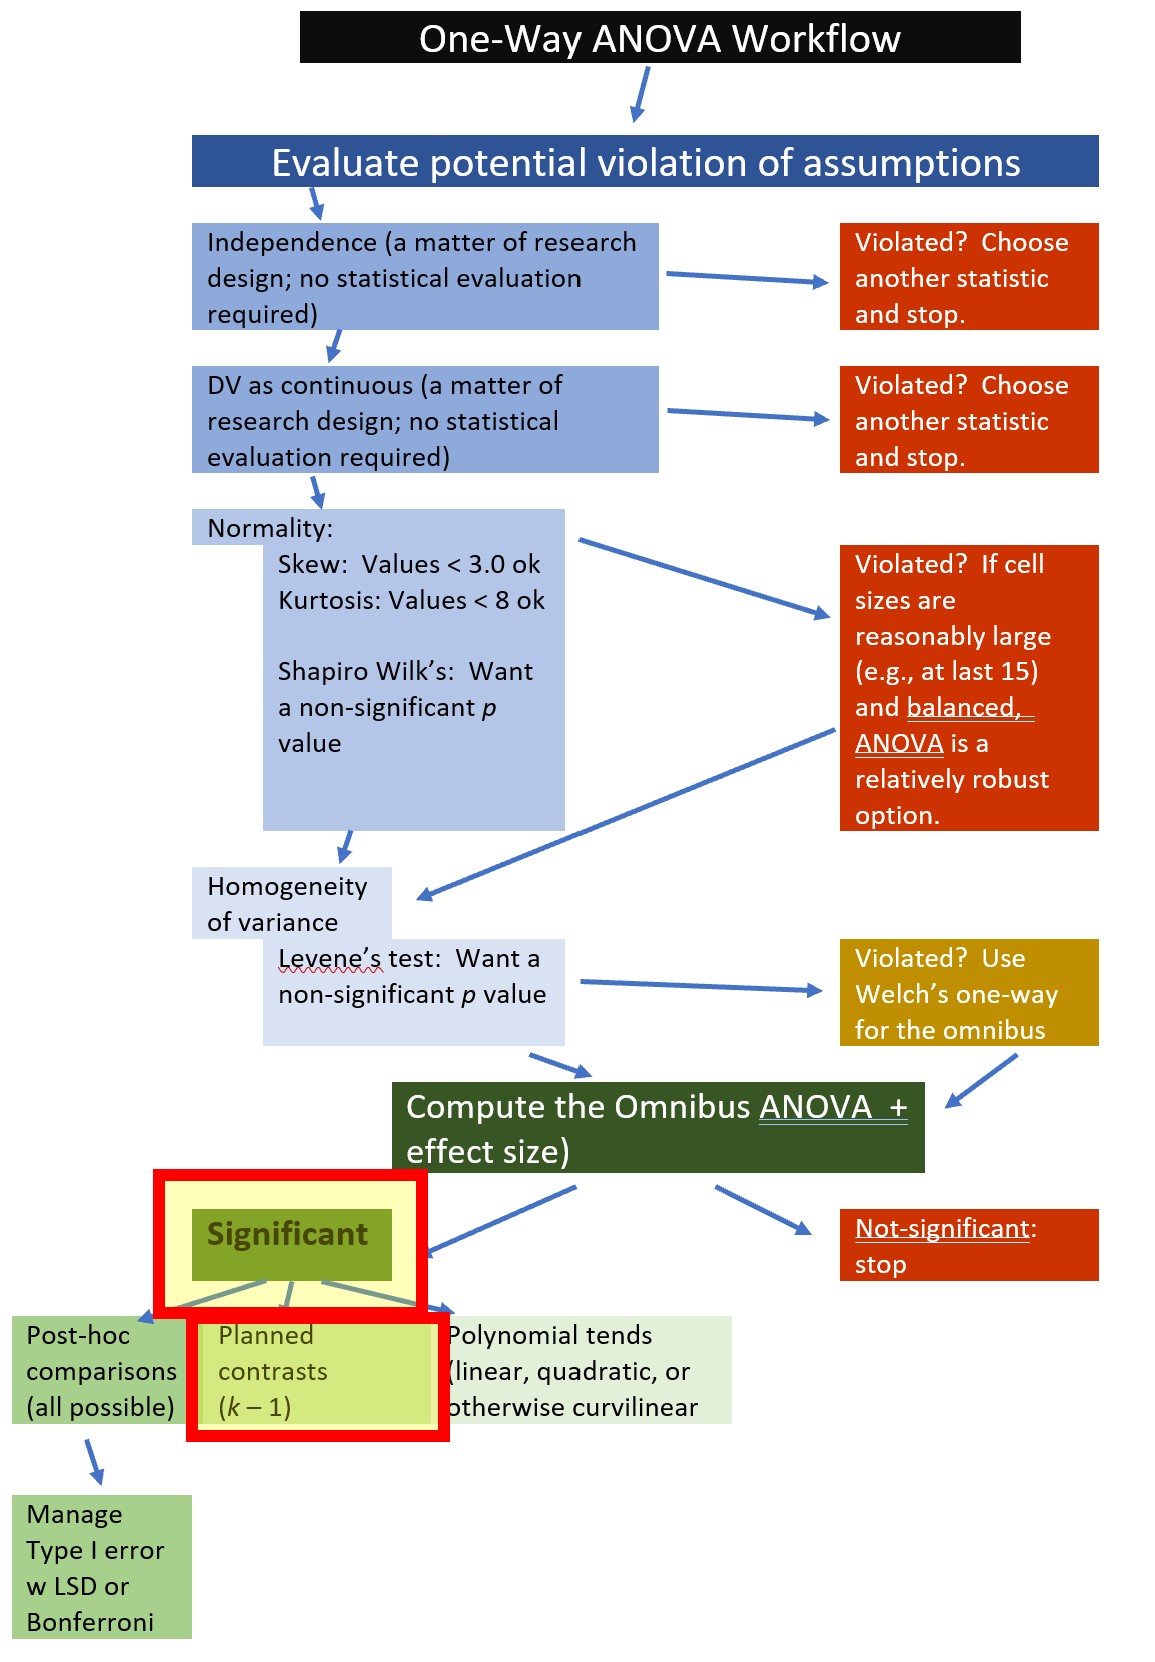 One-Way ANOVA Workflow
Evaluate potential violation of assumptions
Independence (a matter of research
design; no statistical evaluation
required)
Violated?  Choose
another statistic
and stop.
DV as continuous (a matter of
research design; no statistical
evaluation required)
Violated?  Choose
another statistic
and stop.
Normality:
Skew:  Values < 3.0 ok
Kurtosis: Values < 8 ok
Shapiro Wilk’s:  Want
a non-significant p
value
Violated?  If cell
sizes are
reasonably large
(e.g., at last 15)
and balanced,
ANOVA is a
relatively robust
option.
Homogeneity
of variance
Levene’s test:  Want a
non-significant p value
Violated?  Use
Welch’s one-way
for the omnibus
Compute the Omnibus ANOVA  +
effect size)
Significant
Not-significant:
stop
Post-hoc
comparisons
(all possible)
Planned
contrasts
(k – 1)
Polynomial tends
(linear, quadratic, or
otherwise curvilinear
Manage
Type I error
w LSD or
Bonferroni